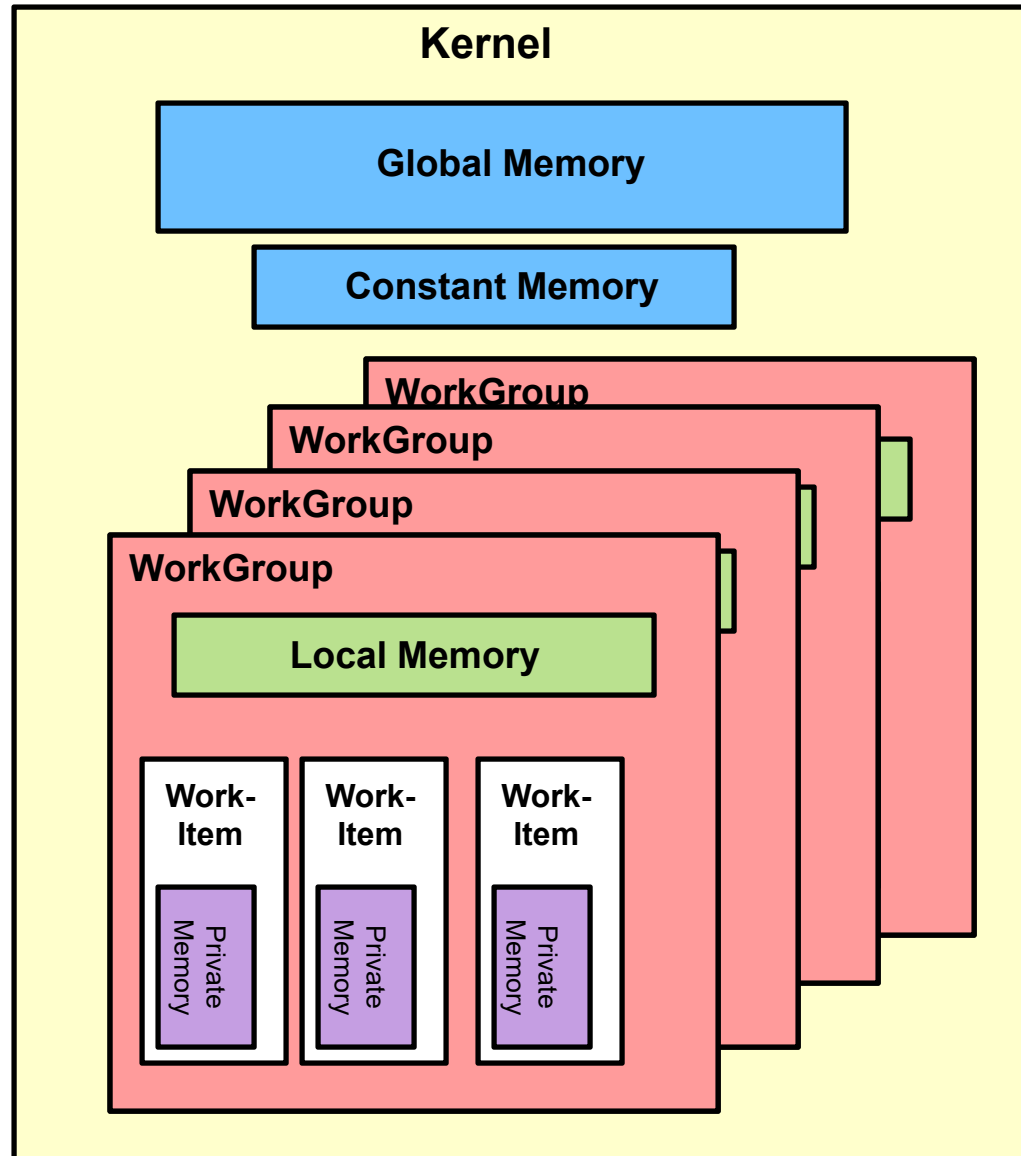 Kernel
Global Memory
Constant Memory
WorkGroup
WorkGroup
WorkGroup
WorkGroup
Local Memory
Work-
Item
Private
Memory
Work-
Item
Private
Memory
Work-
Item
Private
Memory